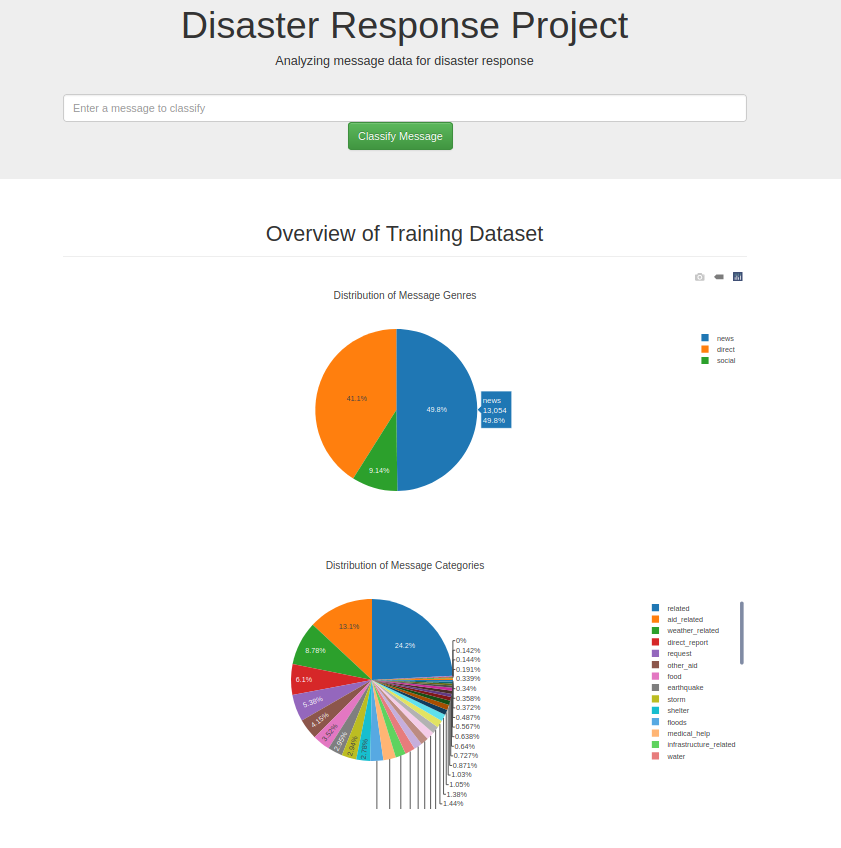 Disaster Response Project
Analyzing message data for disaster response
Enter a message to classify
Classify Message
Overview of Training Dataset
Distribution of Message Genres
news
direct
social
41.1%
49.8%
9.14%
news
13,054
49.8%
Distribution of Message Categories
13.1%
24.2%
8.78%
6.1%
5.38%
4.15%
3.52%
2.95%
2.94%
2.78%
0%
0.142%
0.144%
0.191%
0.339%
0.34%
0.358%
0.372%
0.487%
0.567%
0.638%
0.64%
0.727%
0.871%
1.03%
1.05%
1.38%
1.44%
related
aid_related
weather_related
direct_report
request
other_aid
food
earthquake
storm
shelter
floods
medical_help
infrastructure_related
water